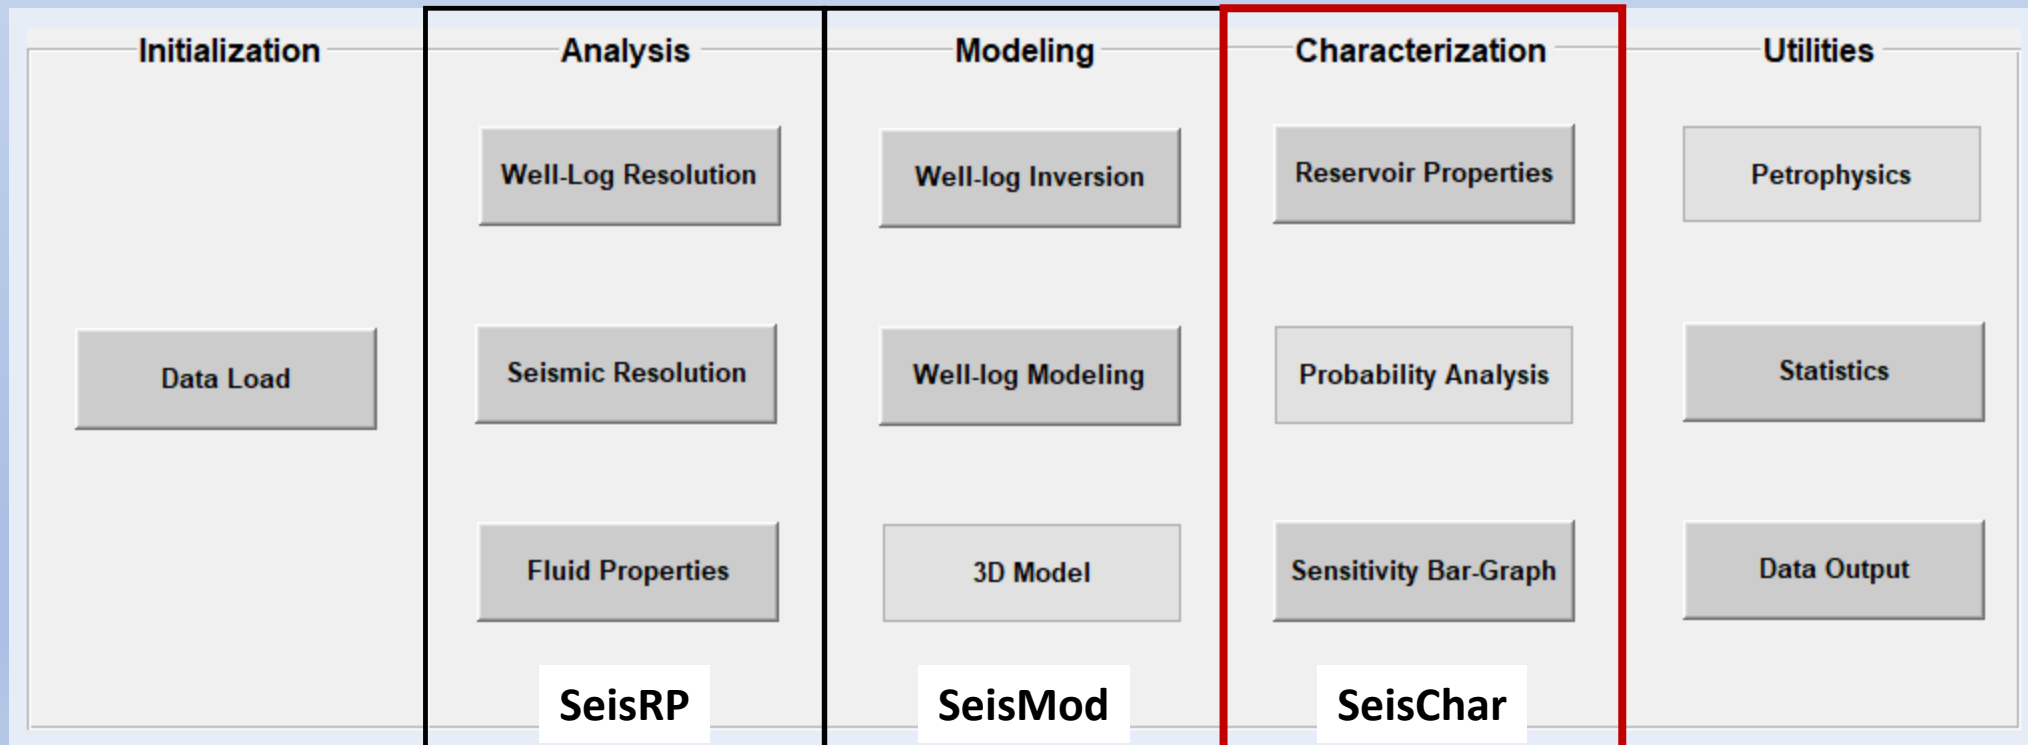 Initialization
Analysis
Modeling
Characterization
Utilities
Well-Log Resolution
Well-log Inversion
Reservoir Properties
Petrophysics
Data Load
Seismic Resolution
Well-log Modeling
Probability Analysis
Statistics
Fluid Properties
3D Model
Sensitivity Bar-Graph
Data Output
SeisRP
SeisMod
SeisChar